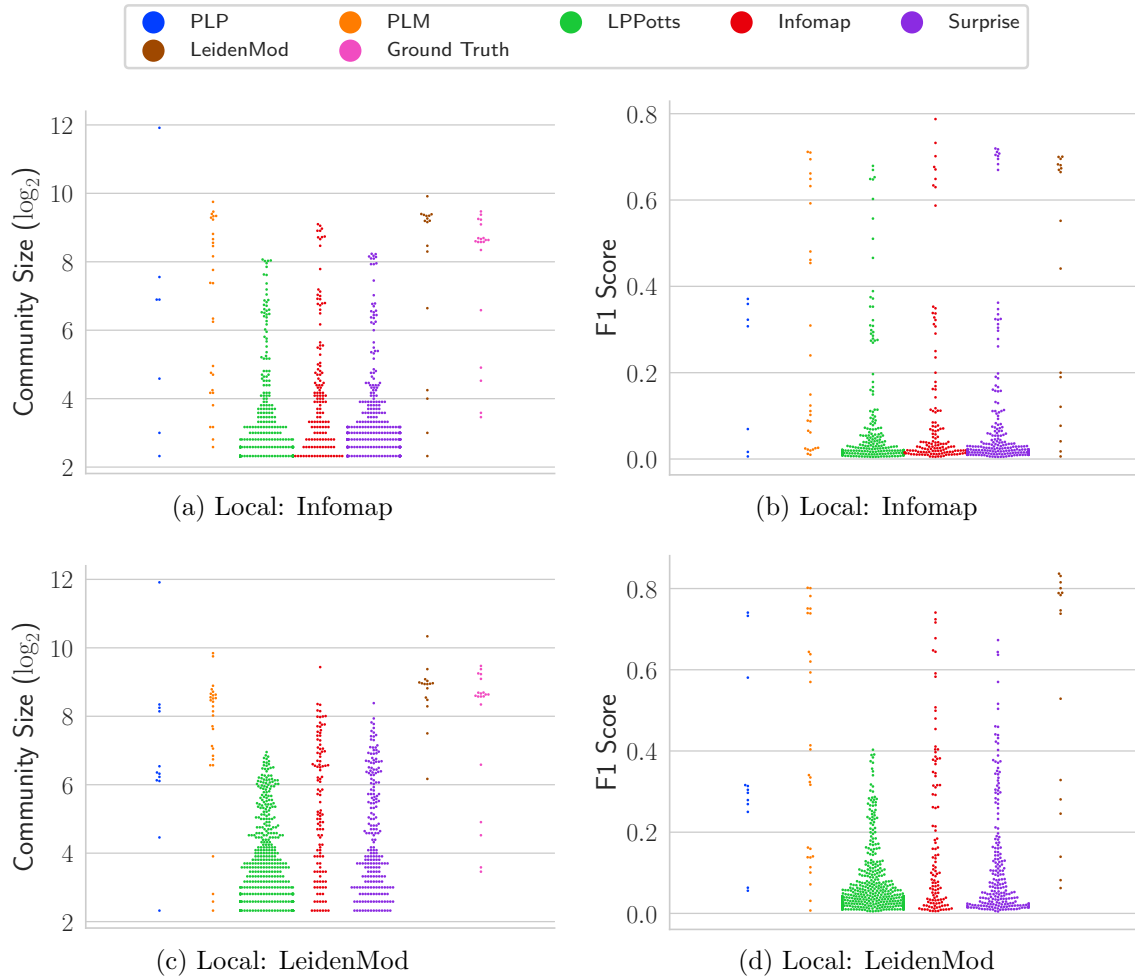 PLP PLM LPPotts Infomap Surprise
LeidenMod Ground Truth
Community Size (log2)
12
10
8
6
4
2
(a) Local: Infomap
F1 Score
0.8
0.6
0.4
0.2
0.0
(b) Local: Infomap
Community Size (log2)
12
10
8
6
4
2
(c) Local: LeidenMod
F1 Score
0.8
0.6
0.4
0.2
0.0
(d) Local: LeidenMod